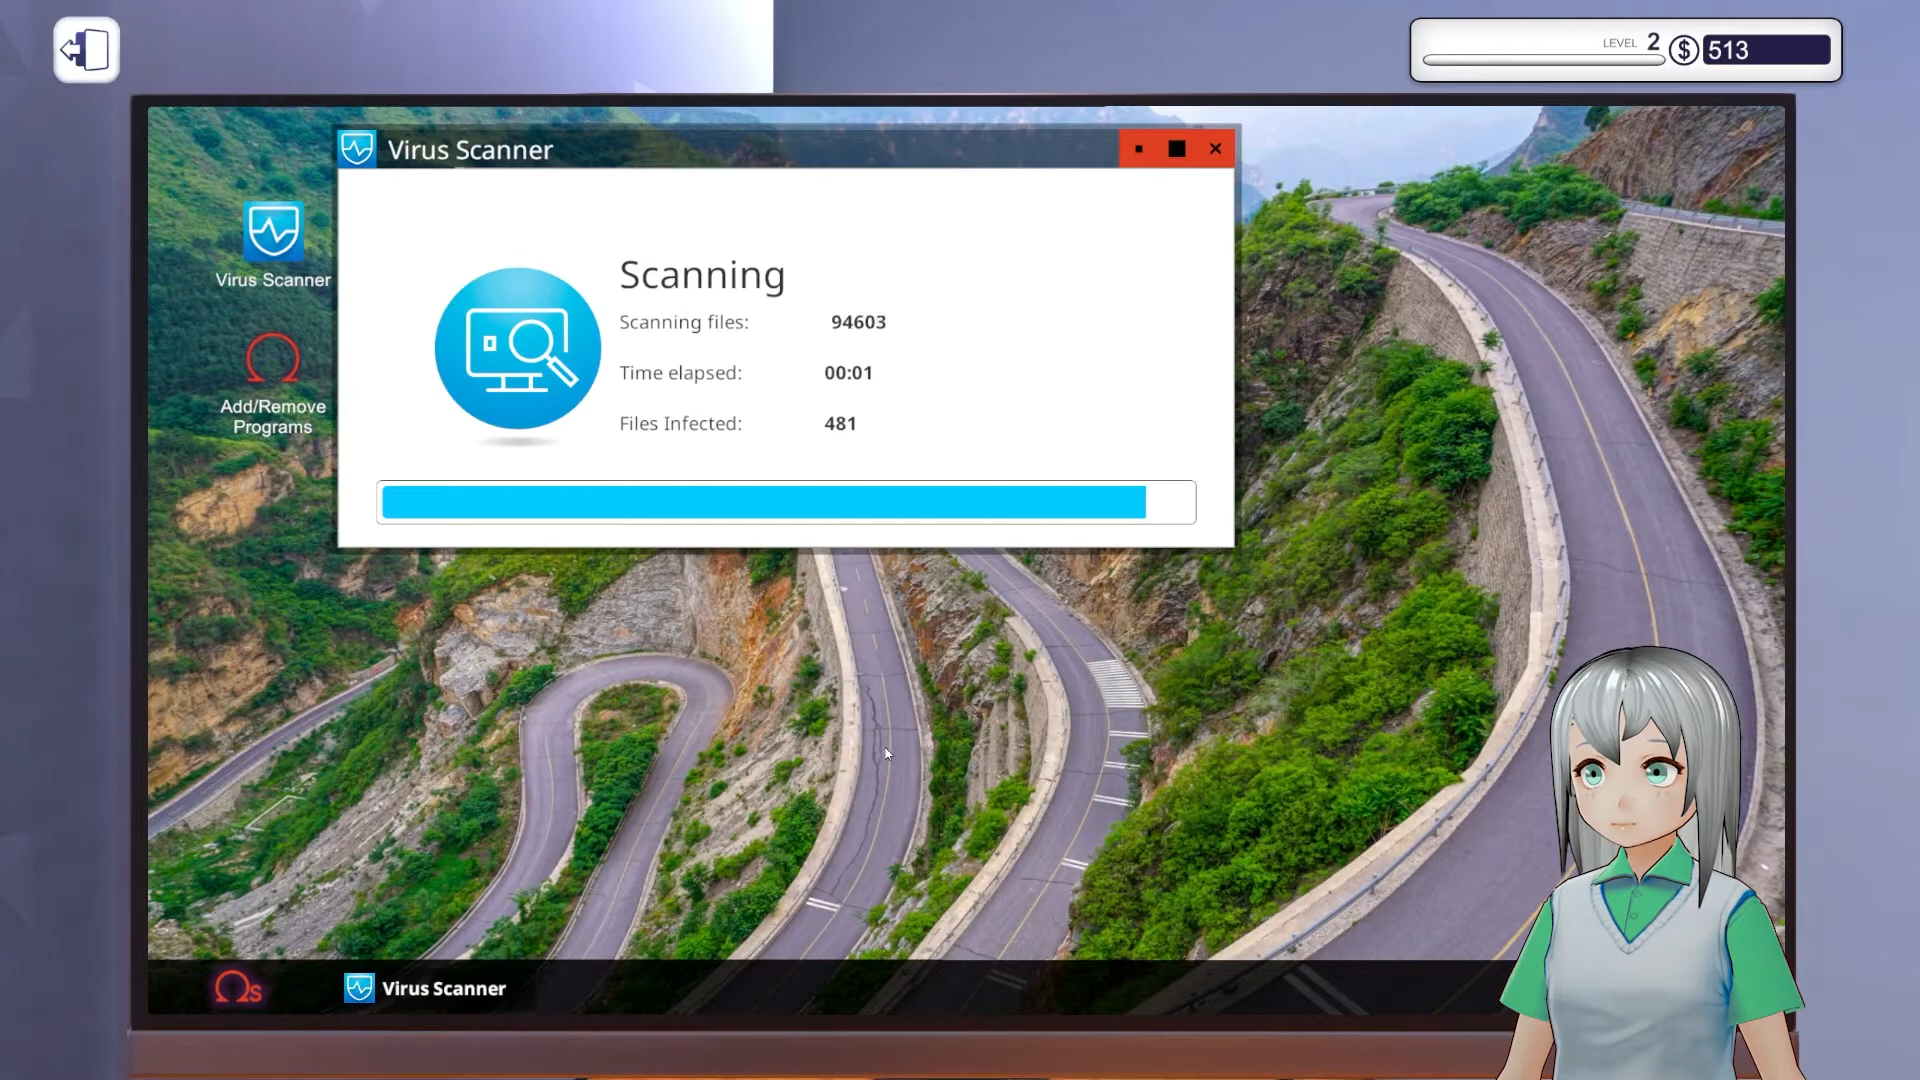 LEVEL 2 $ 513
Virus Scanner
Virus Scanner
Scanning
Scanning files: 94603
Time elapsed: 00:01
Files Infected: 481
Add/Remove
Programs
Ωs
Virus Scanner